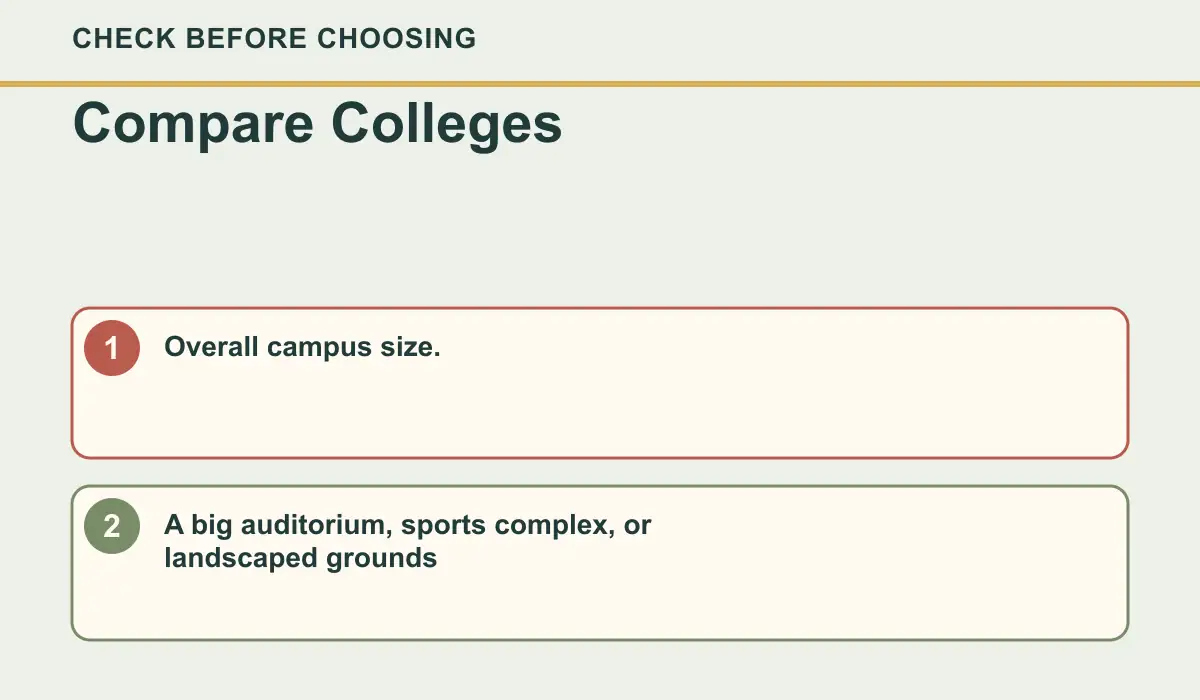 CHECK BEFORE CHOOSING
Compare Colleges
1
Overall campus size.
2
A big auditorium, sports complex, or
landscaped grounds